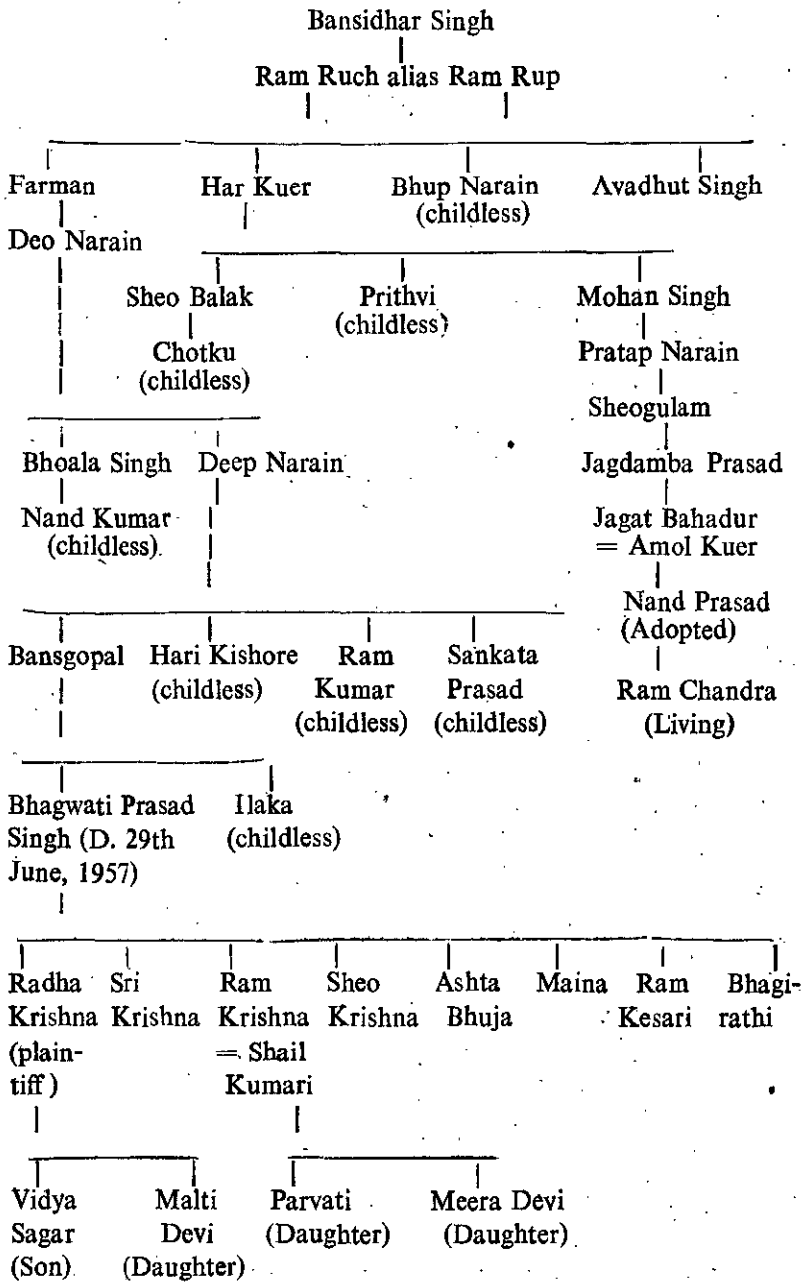 Bansidhar Singh
Ram Ruch alias Ram Rup
Farman Har Kuer Bhup Narain Avadhut Singh
(childless)
Deo Narain
Sheo Balak Prithvi Mohan Singh
(childless)
Chotku Pratap Narain
(childless)
Sheogulam
Bhoala Singh Deep Narain Jagdamba Prasad
Nand Kumar Jagat Bahadur
(childless). = Amol Kuer
Nand Prasad
(Adopted)
Bansgopal Hari Kishore Ram Sankata
(childless) Kumar Prasad Ram Chandra
(childless) (childless) (Living)
Bhagwati Prasad Ilaka
Singh (D. 29th (childless)
June, 1957)
Radha Sri Ram Sheo Ashta Maina Ram Bhagi-
Krishna Krishna Krishna Krishna Bhuja Kesari rathi
(plain- = Shail
tiff) Kumari
Vidya Malti Parvati Meera Devi
Sagar Devi (Daughter) (Daughter)
(Son) (Daughter)